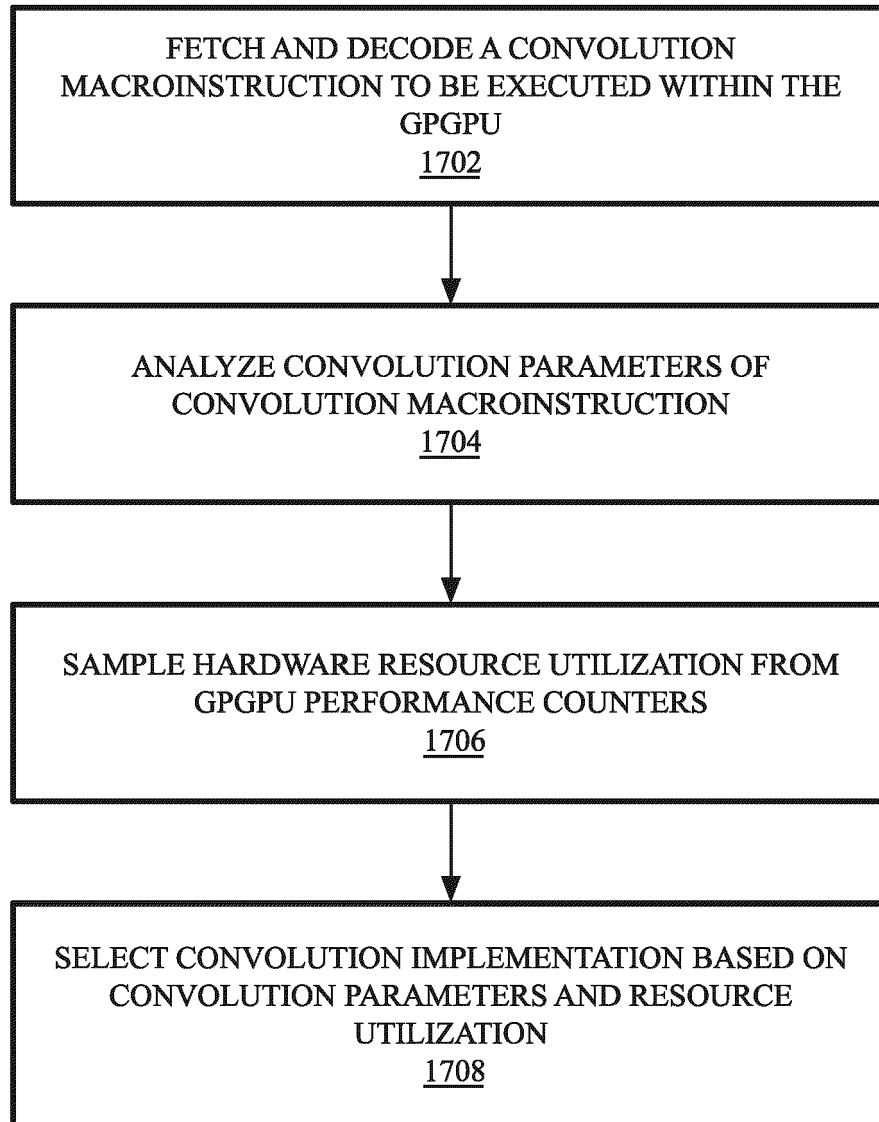 FETCH AND DECODE A CONVOLUTION
MACROINSTRUCTION TO BE EXECUTED WITHIN THE
GPGPU
1702
ANALYZE CONVOLUTION PARAMETERS OF
CONVOLUTION MACROINSTRUCTION
1704
SAMPLE HARDWARE RESOURCE UTILIZATION FROM
GPGPU PERFORMANCE COUNTERS
1706
SELECT CONVOLUTION IMPLEMENTATION BASED ON
CONVOLUTION PARAMETERS AND RESOURCE
UTILIZATION
1708